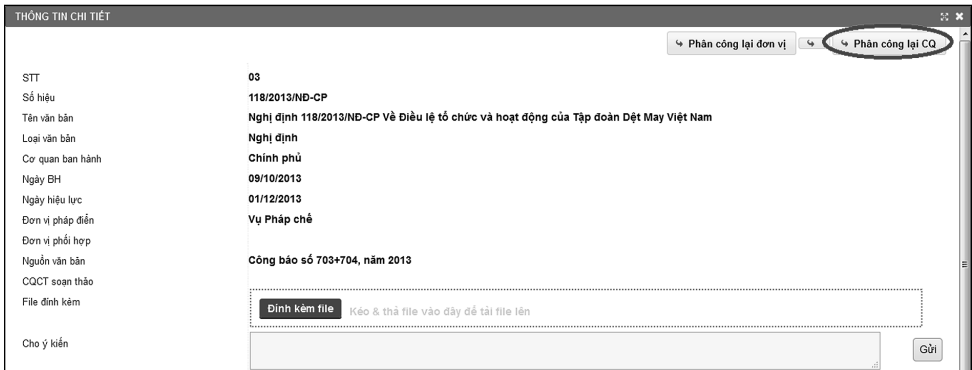 THÔNG TIN CHI TIẾT
Phân công lại đơn vị Phân công lại CQ
STT 03
Số hiệu 118/2013/NĐ-CP
Tên văn bản Nghị định 118/2013/NĐ-CP Về Điều lệ tổ chức và hoạt động của Tập đoàn Dệt May Việt Nam
Loại văn bản Nghị định
Cơ quan ban hành Chính phủ
Ngày BH 09/10/2013
Ngày hiệu lực 01/12/2013
Đơn vị pháp điển Vụ Pháp chế
Đơn vị phối hợp
Nguồn văn bản Công báo số 703+704, năm 2013
CQCT soạn thảo
File đính kèm Đính kèm file Kéo & thả file vào đây để tải file lên
Cho ý kiến Gửi